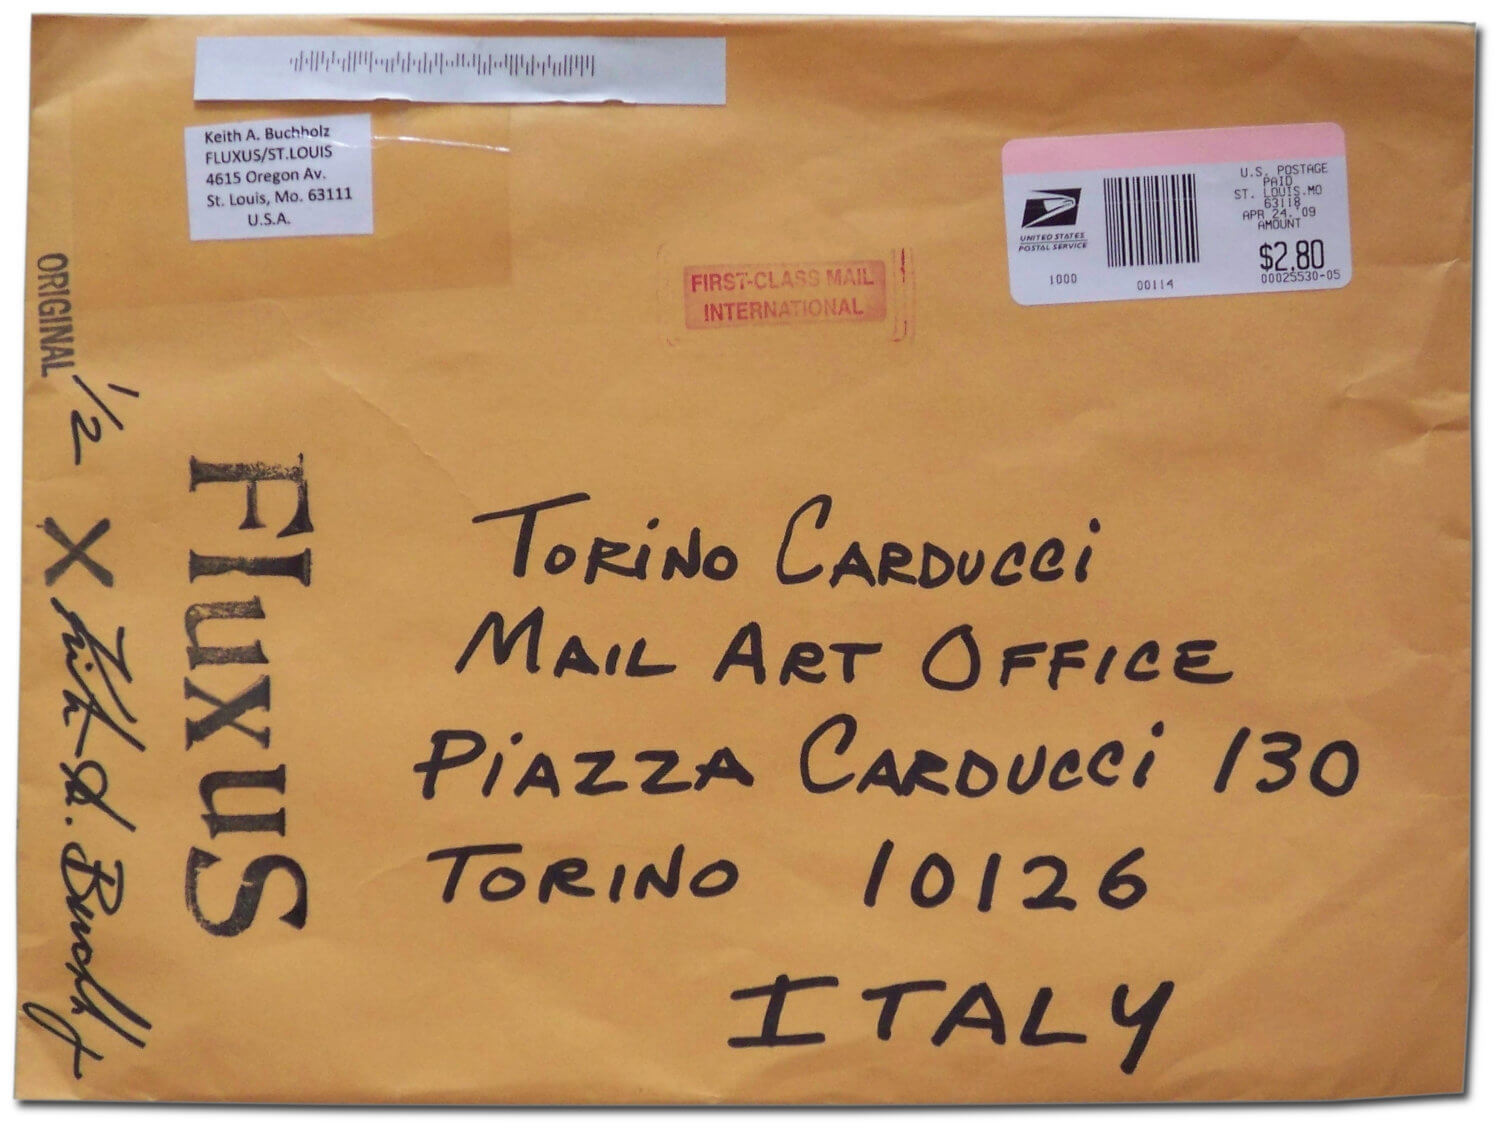 Keith A. Buchholz
FLUXUS/ST.LOUIS
4615 Oregon Av.
St. Louis, Mo. 63111
U.S.A.
UNITED STATES
POSTAL SERVICE
1000
00114
U.S. POSTAGE
PAID
ST. LOUIS.MO
63118
APR 24. '09
AMOUNT
$2.80
00025530-05
FIRST-CLASS MAIL
INTERNATIONAL
ORIGINAL
1/2 X Keith A. Buchholz
Fluxus
TORiNO CARDUCCi
MAIL ART OFFICE
PiAZZA CARDUCCi 130
TORINO 10126
ITALY